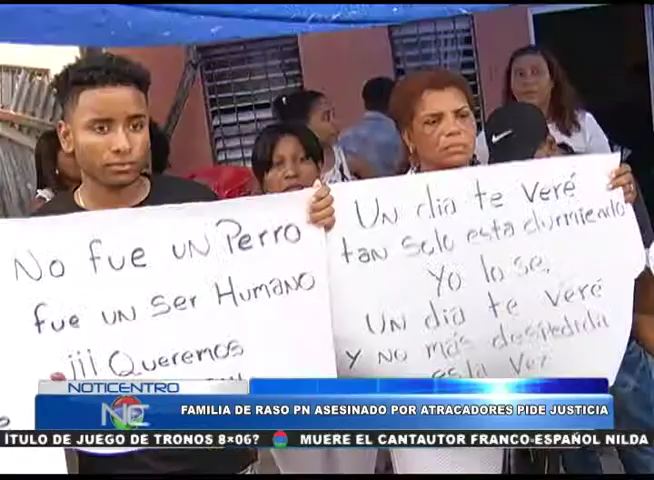 No fue un Perro
fue un Ser Humano
¡¡¡ Queremos
Un dia te Veré
tan solo esta durmiendo
Yo lo se,
Un dia te veré
y no más despedida
esta Vez
NOTICENTRO
NC
FAMILIA DE RASO PN ASESINADO POR ATRACADORES PIDE JUSTICIA
ÍTULO DE JUEGO DE TRONOS 8×06? MUERE EL CANTAUTOR FRANCO-ESPAÑOL NILDA